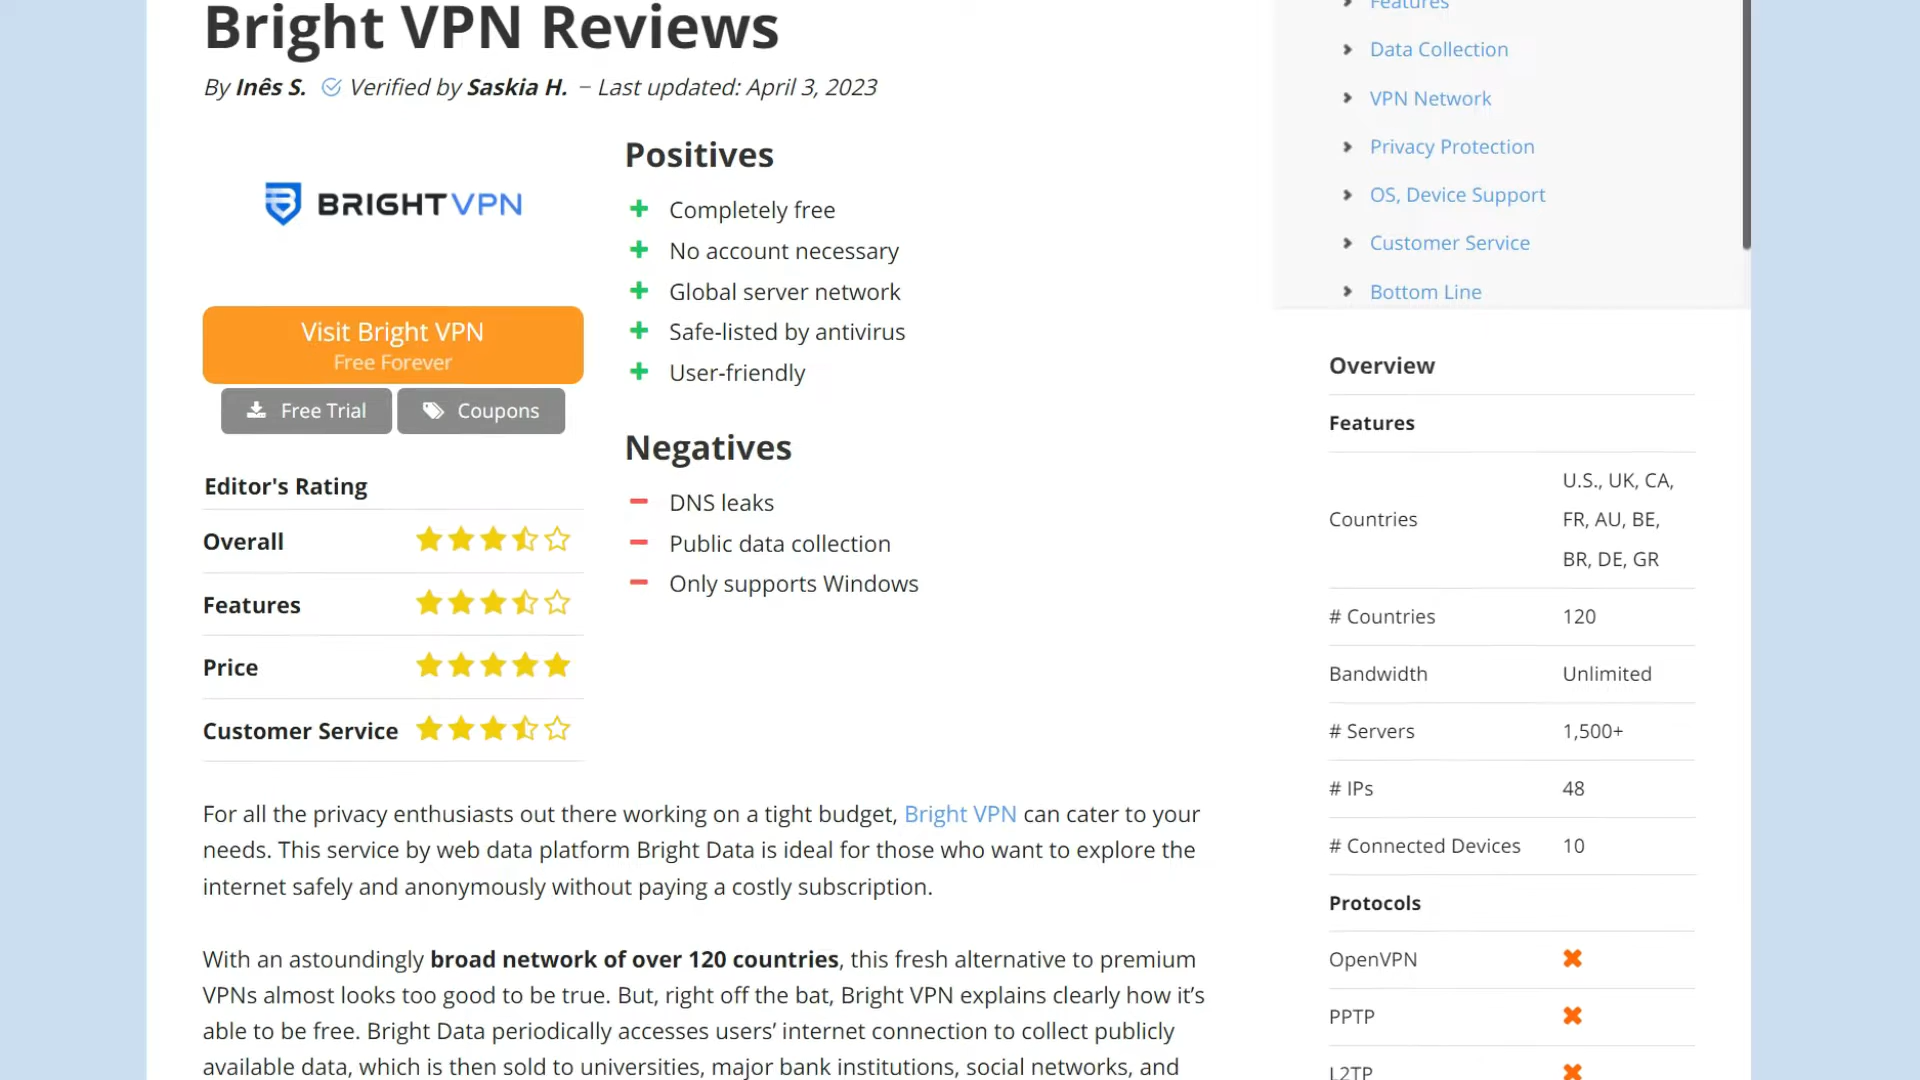 Bright VPN Reviews
By Inês S. Verified by Saskia H. – Last updated: April 3, 2023
BRIGHTVPN
Visit Bright VPN
Free Forever
Free Trial
Coupons
Editor's Rating
Overall
Features
Price
Customer Service
Positives
Completely free
No account necessary
Global server network
Safe-listed by antivirus
User-friendly
Negatives
DNS leaks
Public data collection
Only supports Windows
For all the privacy enthusiasts out there working on a tight budget, Bright VPN can cater to your
needs. This service by web data platform Bright Data is ideal for those who want to explore the
internet safely and anonymously without paying a costly subscription.
With an astoundingly broad network of over 120 countries, this fresh alternative to premium
VPNs almost looks too good to be true. But, right off the bat, Bright VPN explains clearly how it’s
able to be free. Bright Data periodically accesses users’ internet connection to collect publicly
available data, which is then sold to universities, major bank institutions, social networks, and
Features
Data Collection
VPN Network
Privacy Protection
OS, Device Support
Customer Service
Bottom Line
Overview
Features
Countries
U.S., UK, CA,
FR, AU, BE,
BR, DE, GR
# Countries 120
Bandwidth Unlimited
# Servers 1,500+
# IPs 48
# Connected Devices 10
Protocols
OpenVPN
PPTP
L2TP